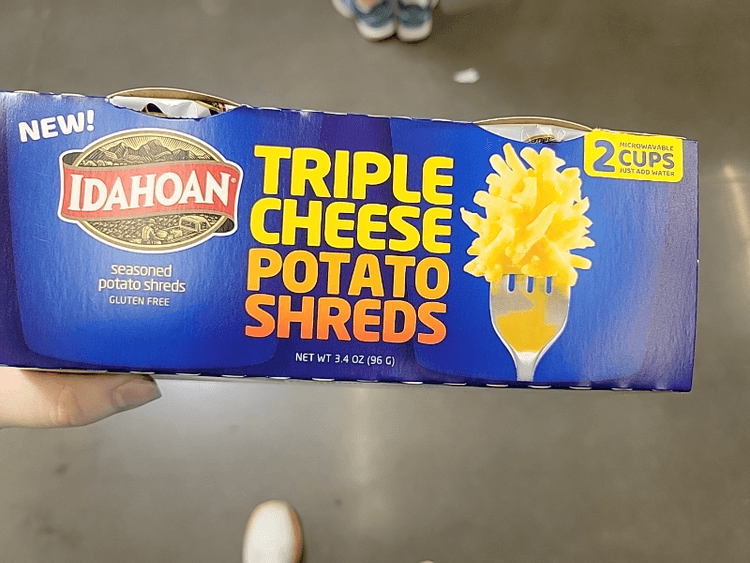 NEW!
IDAHOAN®
seasoned
potato shreds
GLUTEN FREE
TRIPLE
CHEESE
POTATO
SHREDS
NET WT 3.4 OZ (96 G)
2
MICROWAVABLE
CUPS
JUST ADD WATER